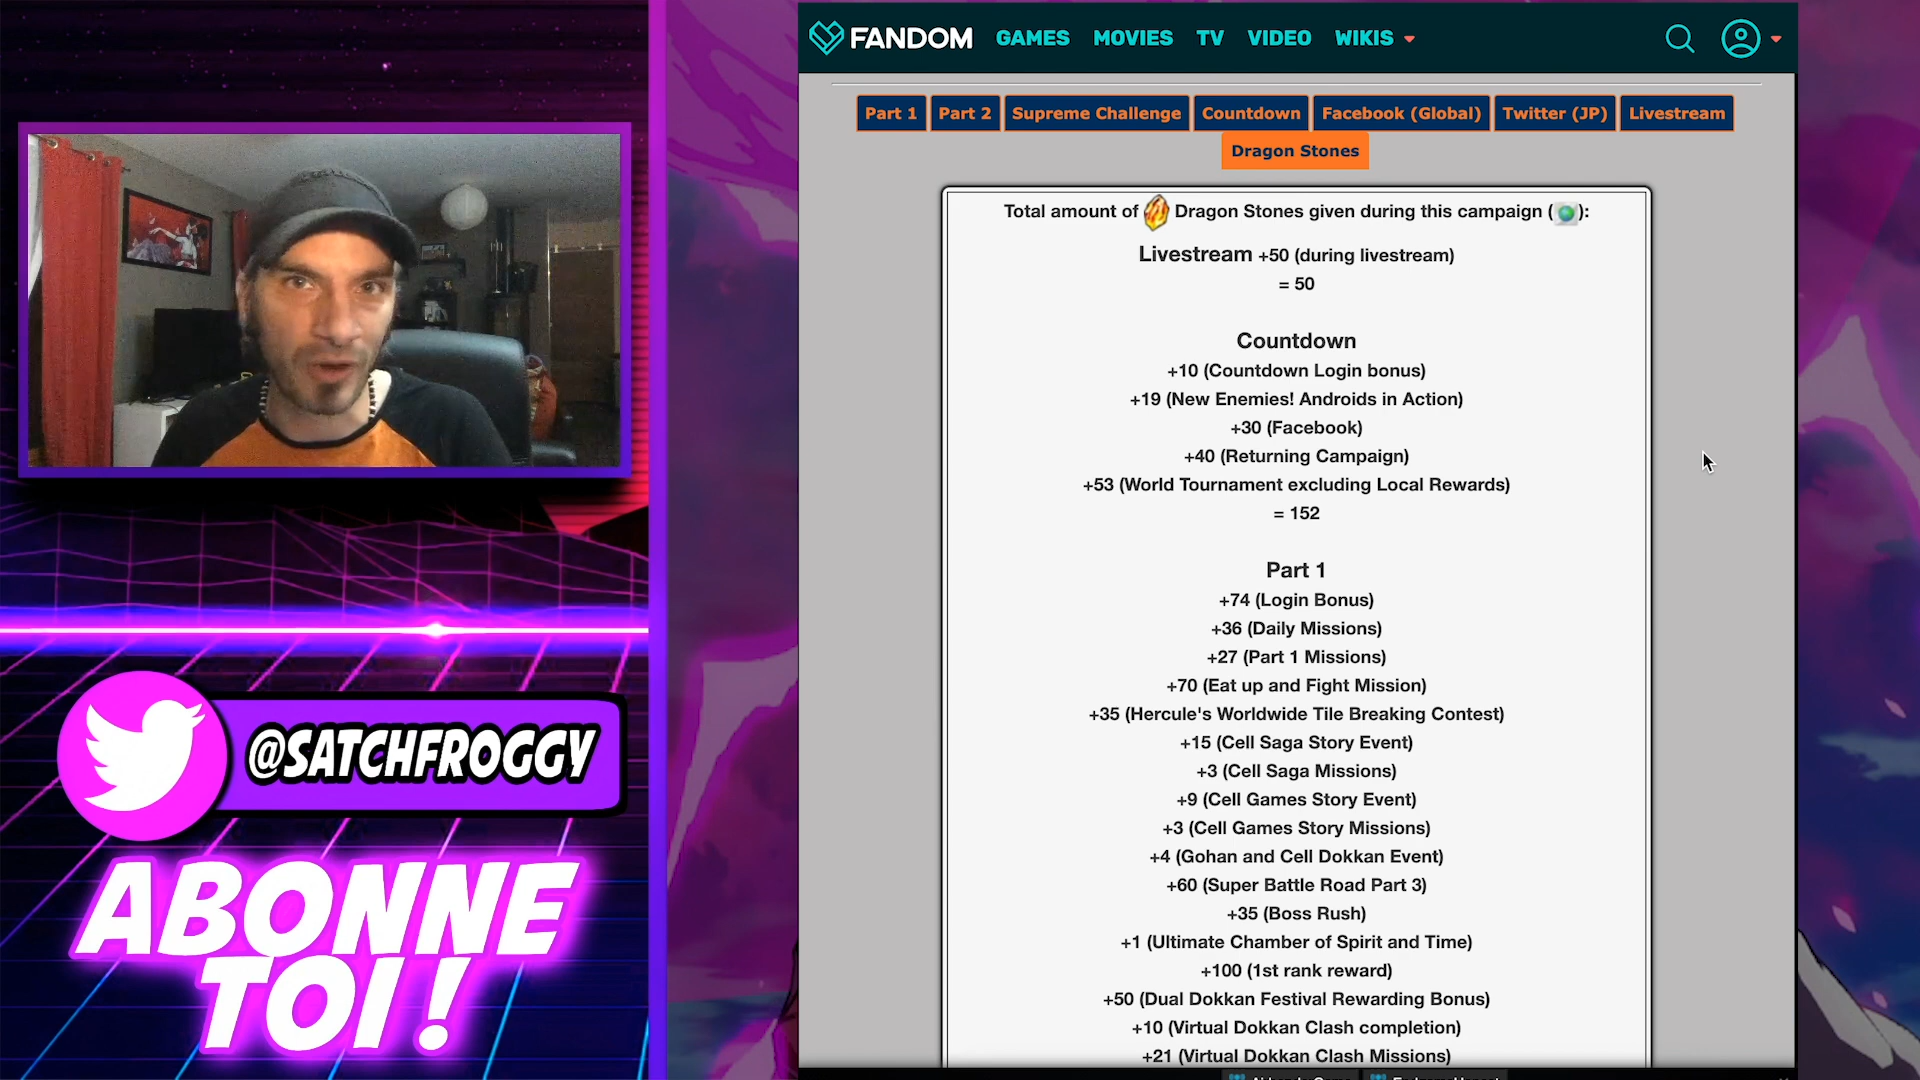 FANDOM GAMES MOVIES TV VIDEO WIKIS
Part 1 Part 2 Supreme Challenge Countdown Facebook (Global) Twitter (JP) Livestream
Dragon Stones
Total amount of Dragon Stones given during this campaign ( ):
Livestream +50 (during livestream)
= 50
Countdown
+10 (Countdown Login bonus)
+19 (New Enemies! Androids in Action)
+30 (Facebook)
+40 (Returning Campaign)
+53 (World Tournament excluding Local Rewards)
= 152
Part 1
+74 (Login Bonus)
+36 (Daily Missions)
+27 (Part 1 Missions)
+70 (Eat up and Fight Mission)
+35 (Hercule's Worldwide Tile Breaking Contest)
+15 (Cell Saga Story Event)
+3 (Cell Saga Missions)
+9 (Cell Games Story Event)
+3 (Cell Games Story Missions)
+4 (Gohan and Cell Dokkan Event)
+60 (Super Battle Road Part 3)
+35 (Boss Rush)
+1 (Ultimate Chamber of Spirit and Time)
+100 (1st rank reward)
+50 (Dual Dokkan Festival Rewarding Bonus)
+10 (Virtual Dokkan Clash completion)
+21 (Virtual Dokkan Clash Missions)
@SATCHFROGGY
ABONNE
TOI !